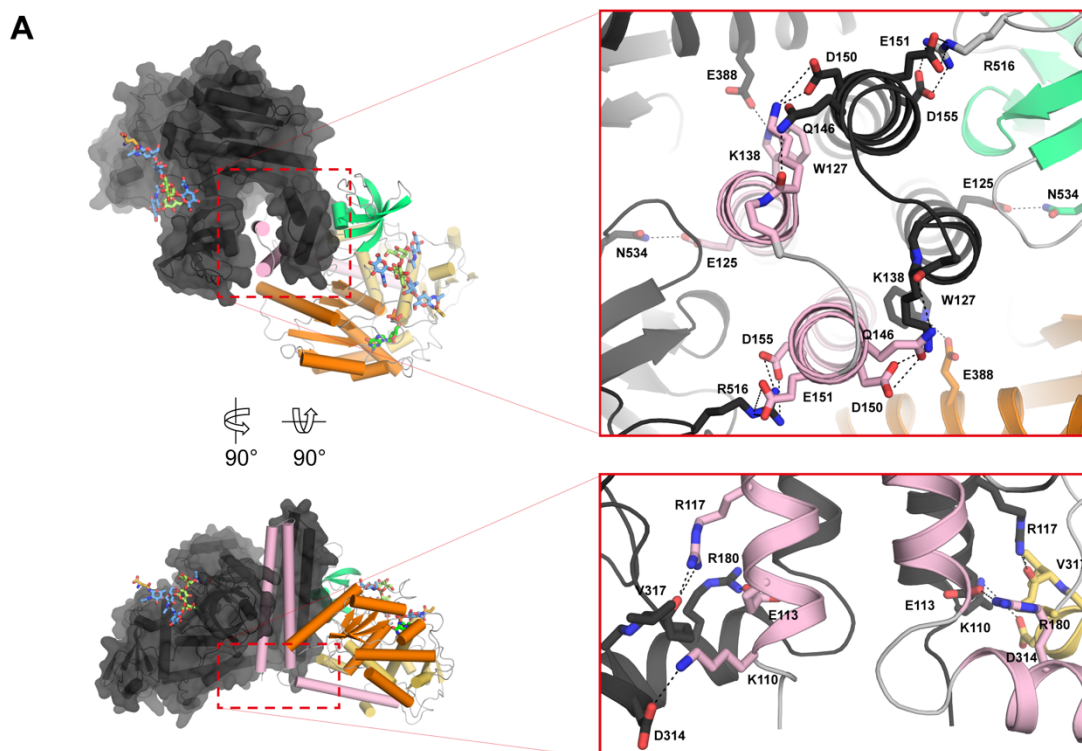 A
E151
D150
R516
E388
D155
Q146
K138
W127
E125
N534
N534
E125
K138
W127
D155
Q146
R516
E388
E151
D150
90° 90°
R117
R117
R180
V317
V317
E113
E113
R180
K110
K110
D314
D314